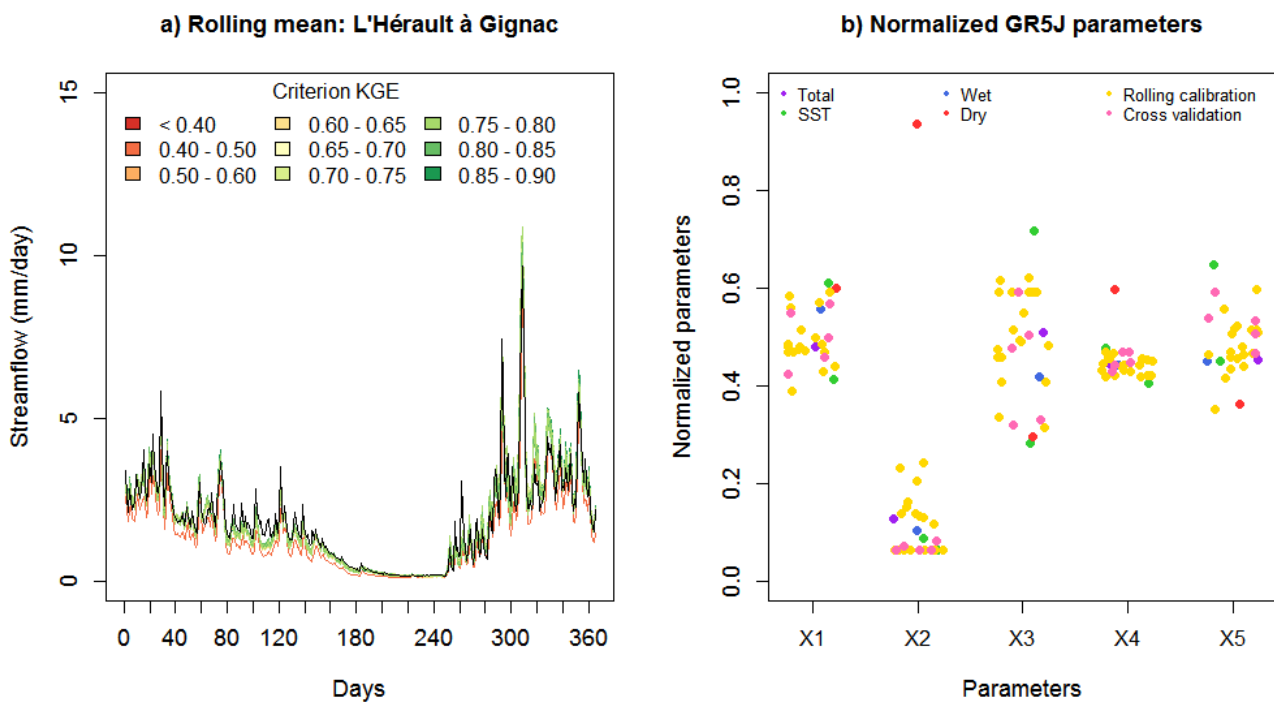 a) Rolling mean: L'Hérault à Gignac
Criterion KGE
< 0.40
0.40 - 0.50
0.50 - 0.60
0.60 - 0.65
0.65 - 0.70
0.70 - 0.75
0.75 - 0.80
0.80 - 0.85
0.85 - 0.90
Streamflow (mm/day)
15
10
5
0
0 40 80 120 180 240 300 360
Days
b) Normalized GR5J parameters
Total
SST
Wet
Dry
Rolling calibration
Cross validation
Normalized parameters
1.0
0.8
0.6
0.4
0.2
0.0
X1 X2 X3 X4 X5
Parameters